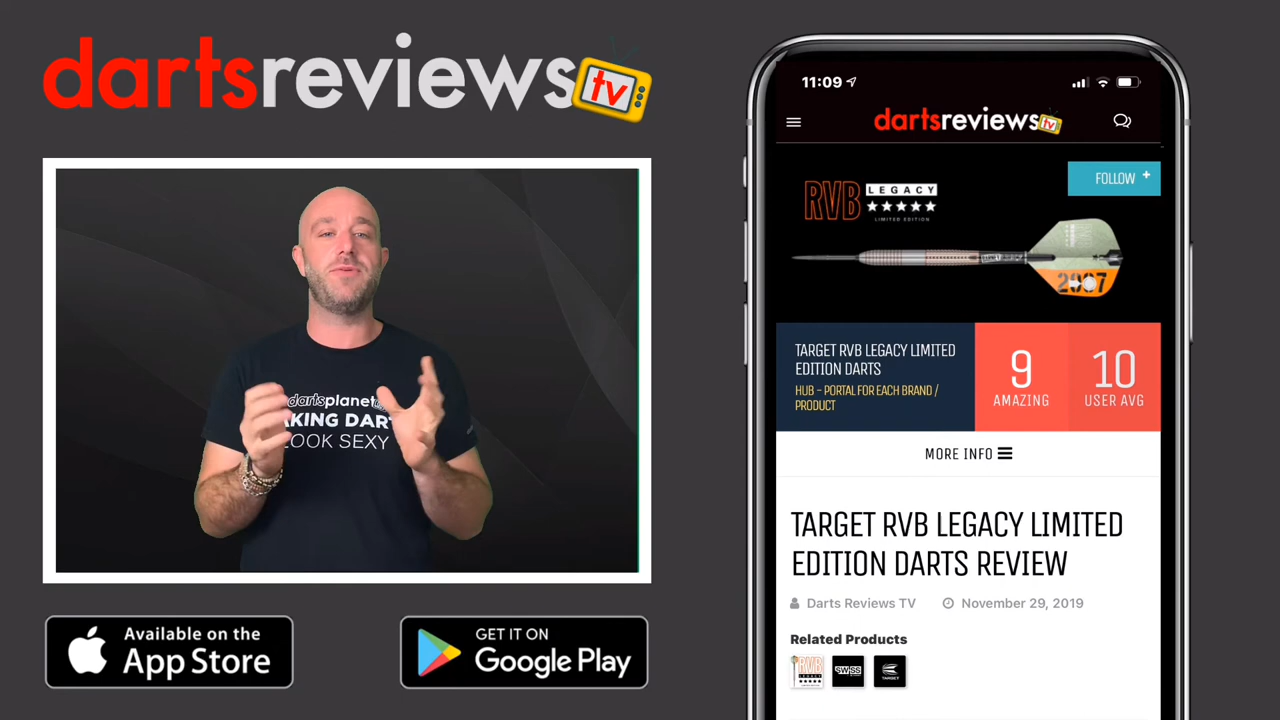 dartsreviews tv
dartsplanet
AKING DAR
LOOK SEXY
Available on the
App Store
GET IT ON
Google Play
11:09
dartsreviews tv
FOLLOW +
RVB LEGACY
LIMITED EDITION
TARGET
2007
TARGET RVB LEGACY LIMITED
EDITION DARTS
HUB – PORTAL FOR EACH BRAND /
PRODUCT
9
AMAZING
10
USER AVG
MORE INFO
TARGET RVB LEGACY LIMITED
EDITION DARTS REVIEW
Darts Reviews TV November 29, 2019
Related Products
RVB
LEGACY
SWISS
TARGET